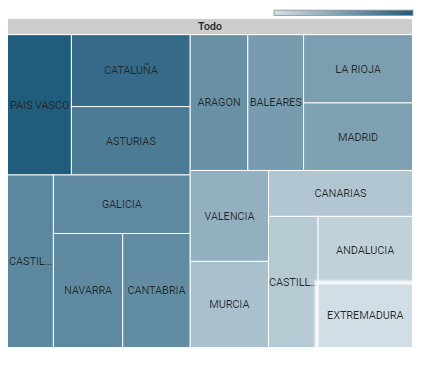 Todo
PAIS VASCO
CATALUÑA
ASTURIAS
ARAGON
BALEARES
LA RIOJA
MADRID
CASTIL...
GALICIA
NAVARRA
CANTABRIA
VALENCIA
MURCIA
CANARIAS
CASTILL...
ANDALUCIA
EXTREMADURA